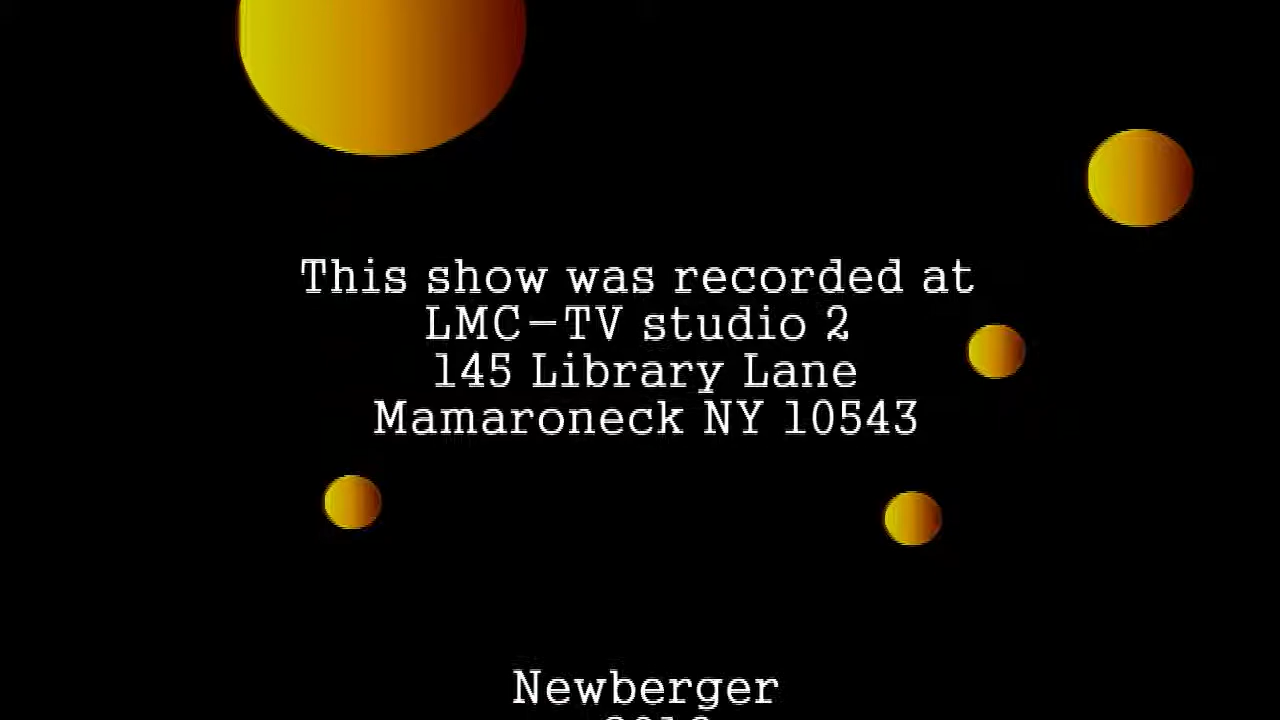 This show was recorded at
LMC-TV studio 2
145 Library Lane
Mamaroneck NY 10543
Newberger